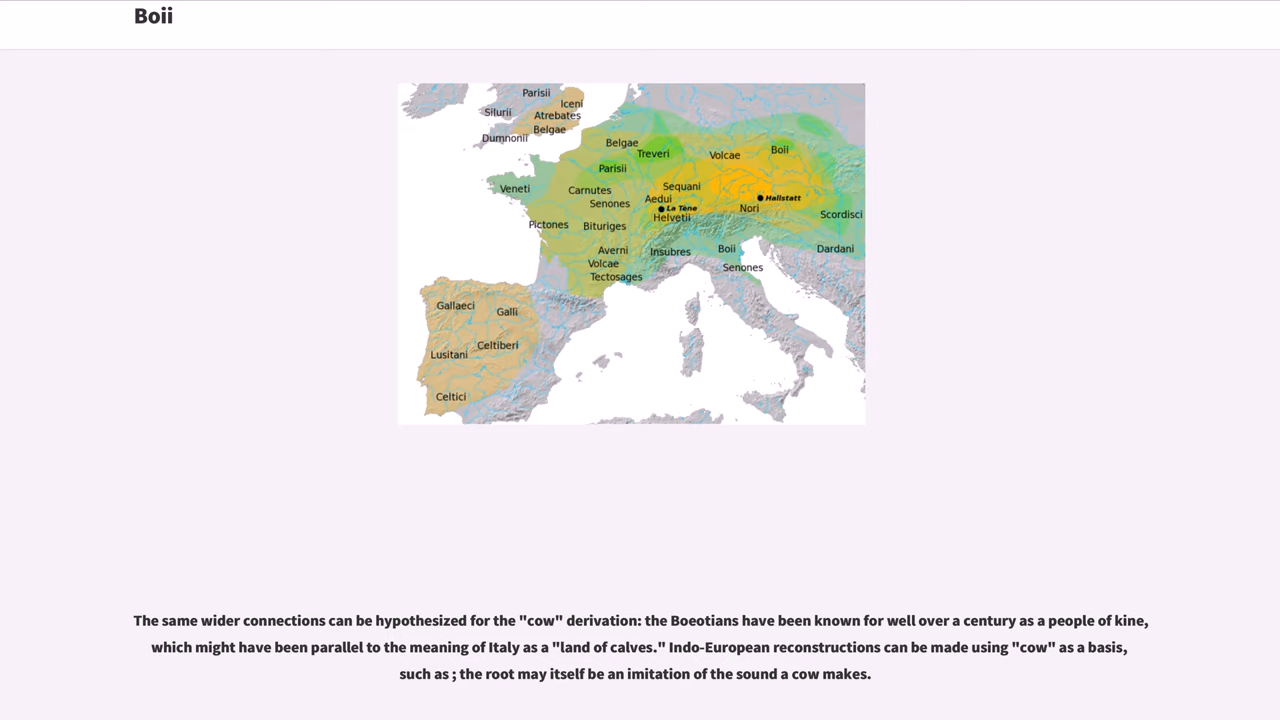 Boii
Parisii
Iceni
Silurii
Atrebates
Belgae
Dumnonii
Belgae
Treveri
Volcae
Boii
Parisii
Veneti
Carnutes
Sequani
Senones
Aedui
Hallstatt
La Tène
Nori
Helvetii
Scordisci
Pictones
Bituriges
Averni
Insubres
Boii
Dardani
Volcae
Senones
Tectosages
Gallaeci
Galli
Celtiberi
Lusitani
Celtici
The same wider connections can be hypothesized for the "cow" derivation: the Boeotians have been known for well over a century as a people of kine,
which might have been parallel to the meaning of Italy as a "land of calves." Indo-European reconstructions can be made using "cow" as a basis,
such as ; the root may itself be an imitation of the sound a cow makes.